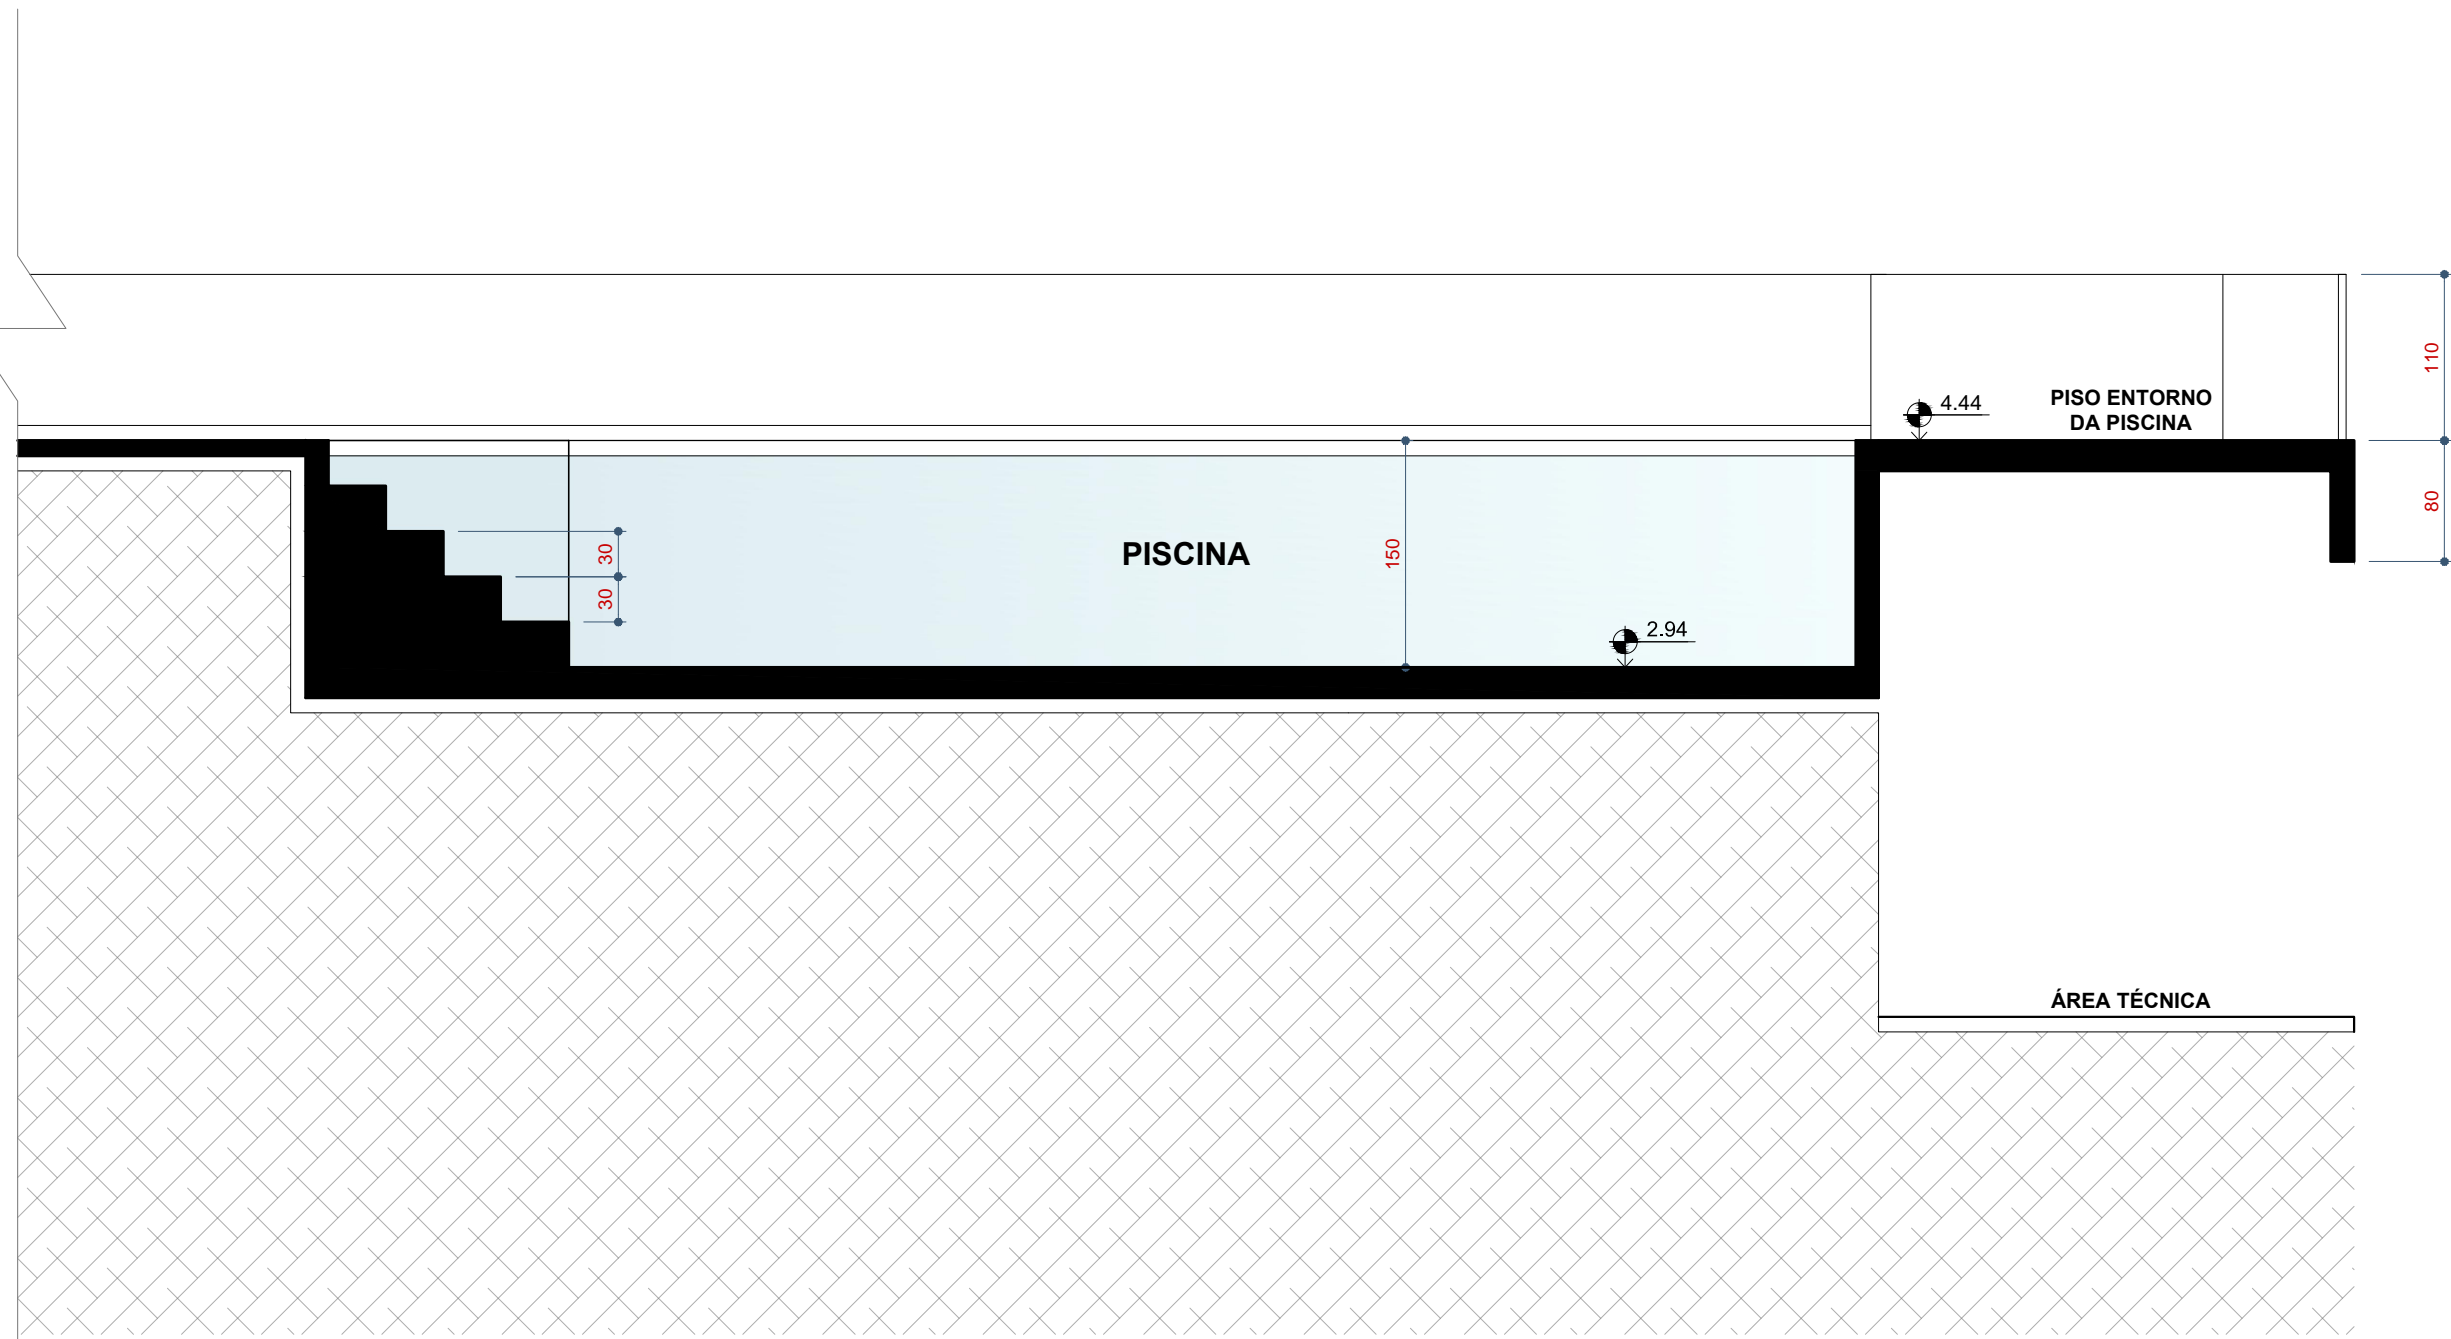 110
4.44
PISO ENTORNO
DA PISCINA
80
30
30
PISCINA
150
2.94
ÁREA TÉCNICA